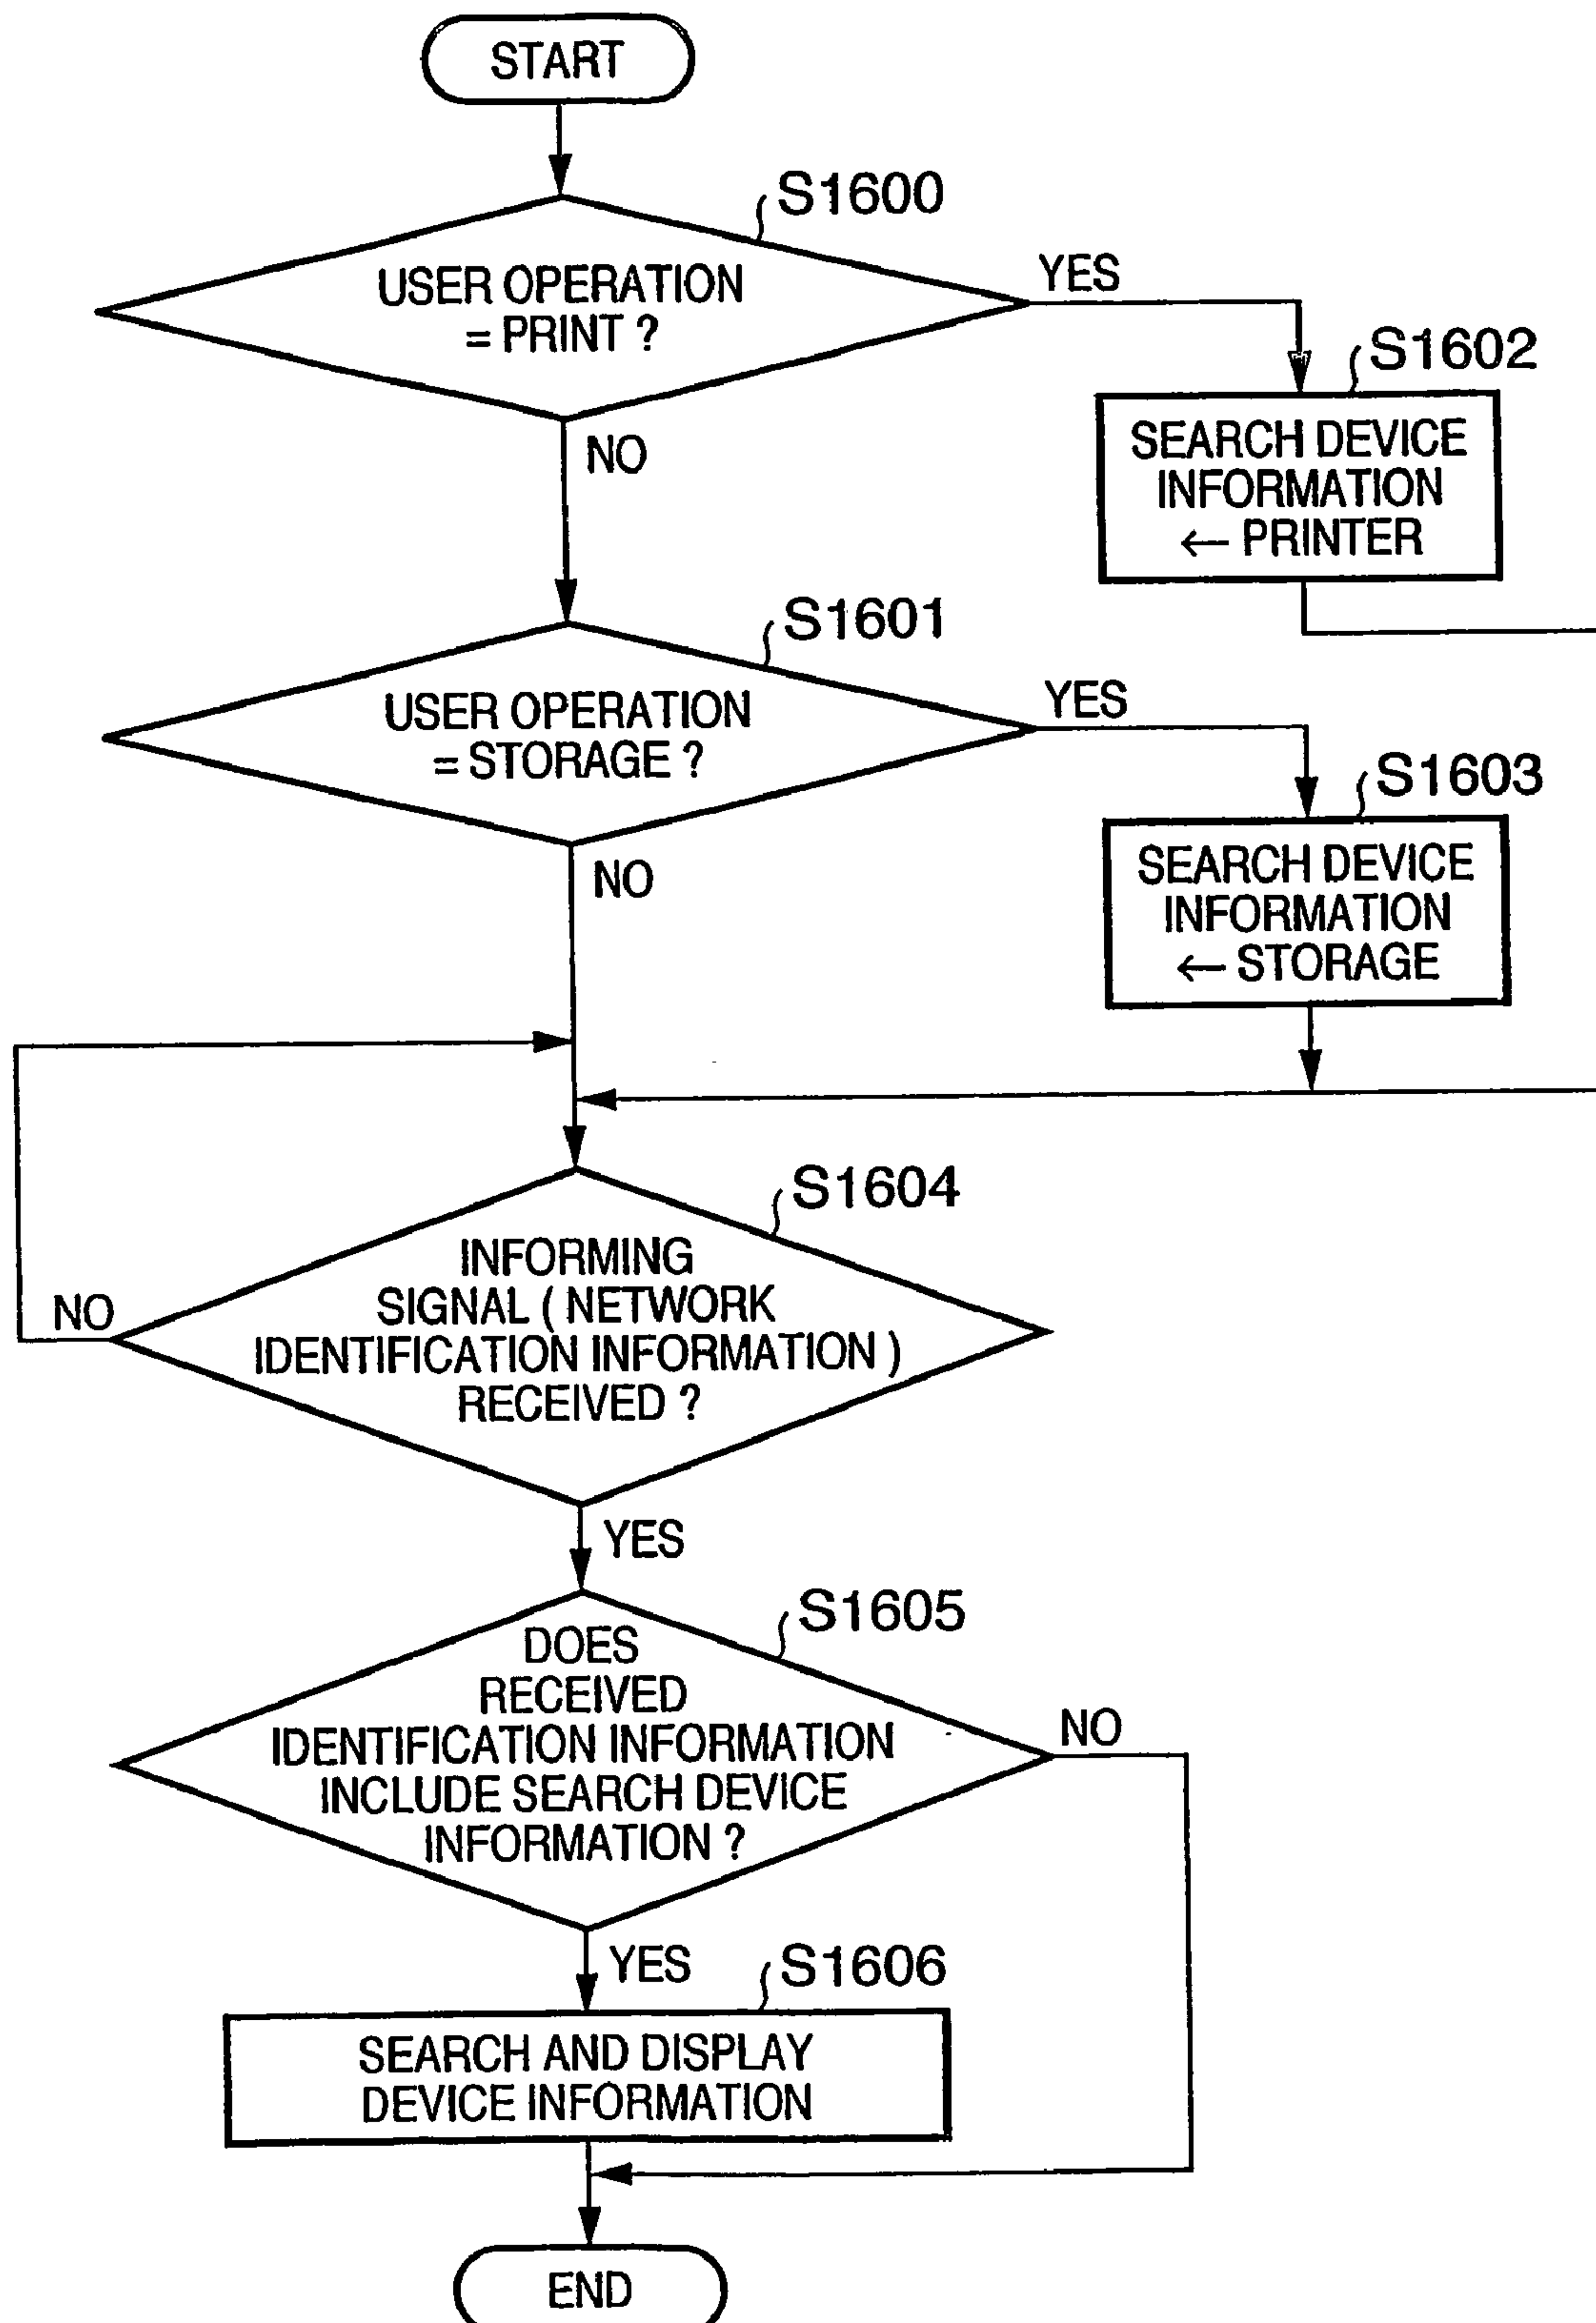 START
S1600
USER OPERATION
= PRINT ?
YES
NO
S1602
SEARCH DEVICE
INFORMATION
← PRINTER
S1601
USER OPERATION
= STORAGE ?
YES
NO
S1603
SEARCH DEVICE
INFORMATION
← STORAGE
S1604
INFORMING
SIGNAL ( NETWORK
IDENTIFICATION INFORMATION )
RECEIVED ?
NO
YES
S1605
DOES
RECEIVED
IDENTIFICATION INFORMATION
INCLUDE SEARCH DEVICE
INFORMATION ?
NO
YES
S1606
SEARCH AND DISPLAY
DEVICE INFORMATION
END